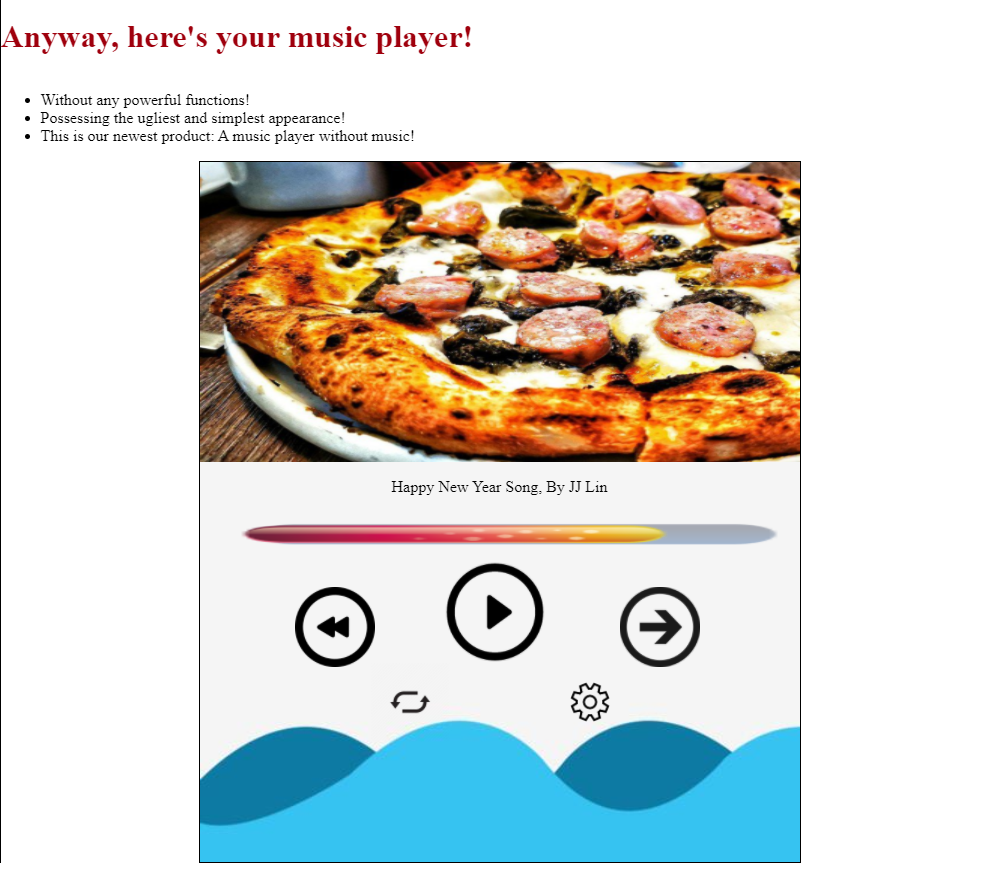 Anyway, here's your music player!
Without any powerful functions!
Possessing the ugliest and simplest appearance!
This is our newest product: A music player without music!
Happy New Year Song, By JJ Lin